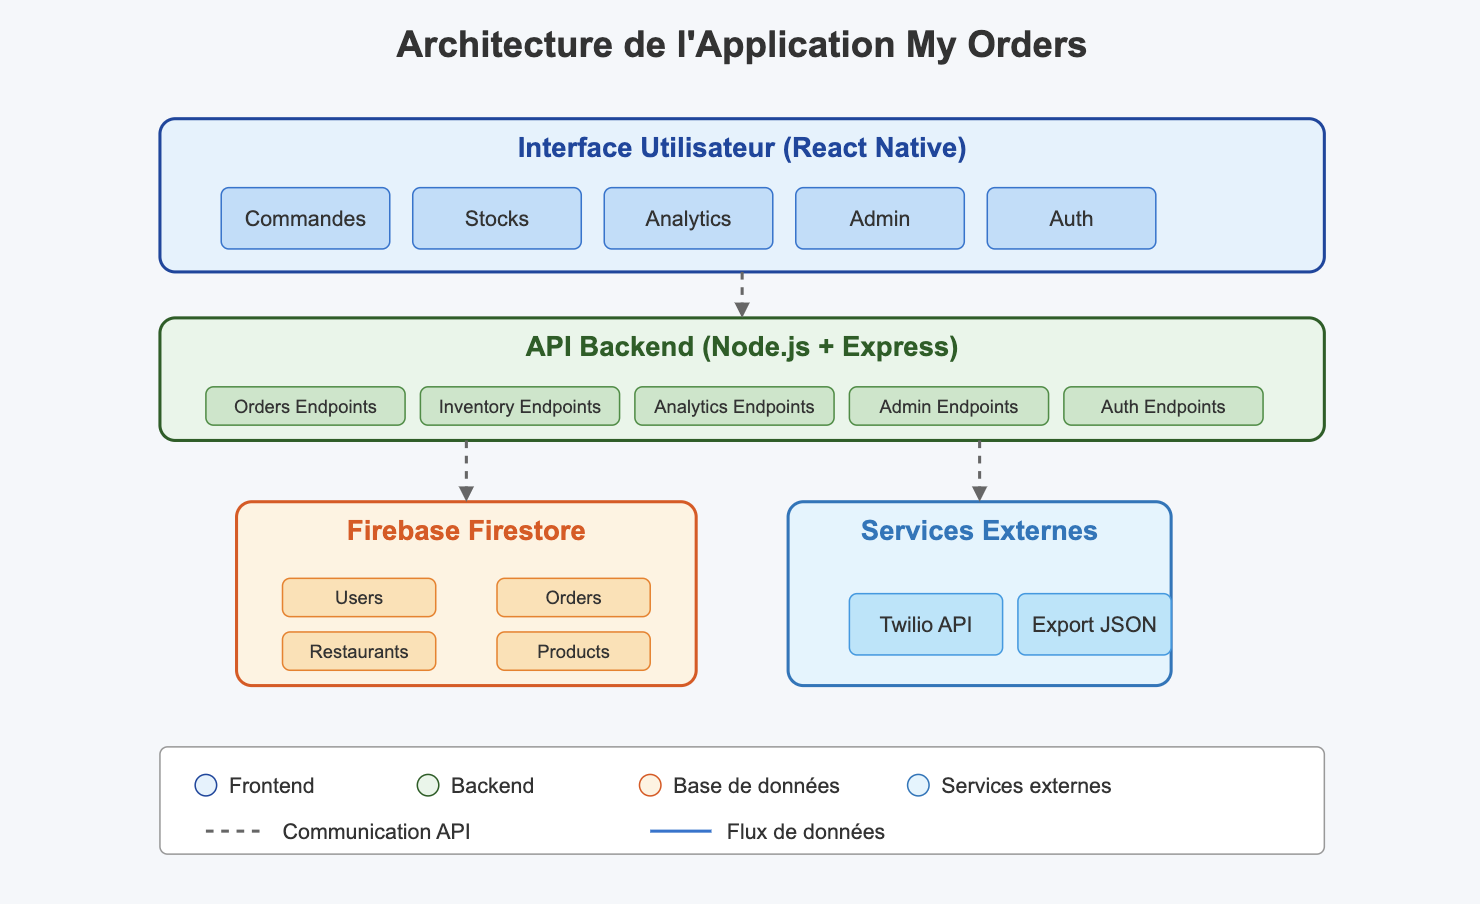 Architecture de l'Application My Orders
Interface Utilisateur (React Native)
Commandes
Stocks
Analytics
Admin
Auth
API Backend (Node.js + Express)
Orders Endpoints
Inventory Endpoints
Analytics Endpoints
Admin Endpoints
Auth Endpoints
Firebase Firestore
Users
Orders
Restaurants
Products
Services Externes
Twilio API
Export JSON
Frontend
Backend
Base de données
Services externes
Communication API
Flux de données